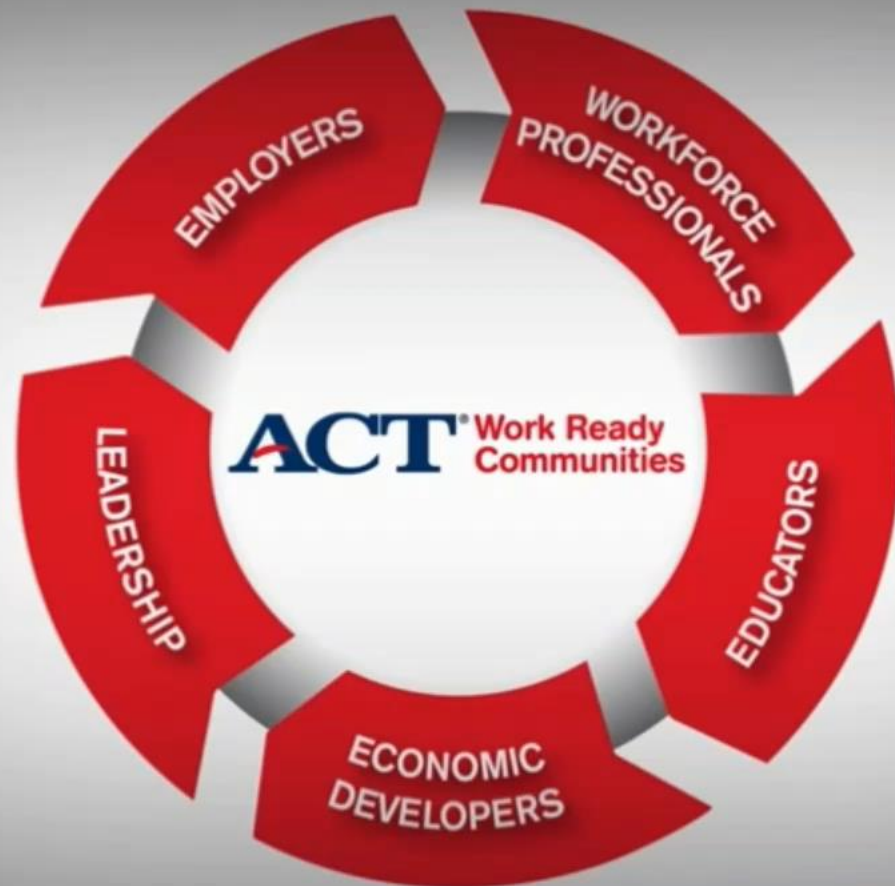 EMPLOYERS
WORKFORCE
PROFESSIONALS
LEADERSHIP
ACT® Work Ready
Communities
EDUCATORS
ECONOMIC
DEVELOPERS